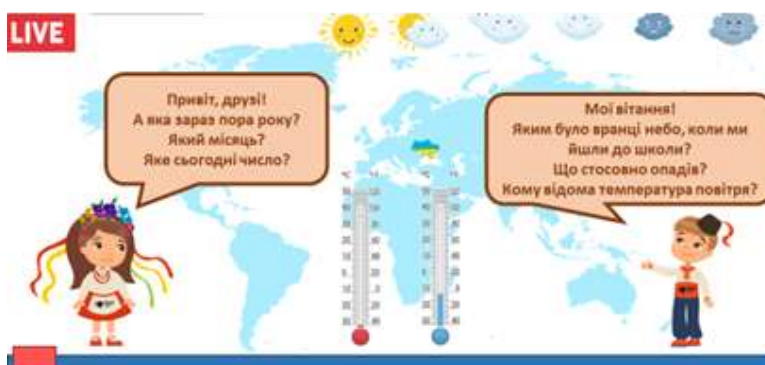 LIVE
Привіт, друзі!
А яка зараз пора року?
Який місяць?
Яке сьогодні число?
Мої вітання!
Яким було вранці небо, коли ми
йшли до школи?
Що стосовно опадів?
Кому відома температура повітря?